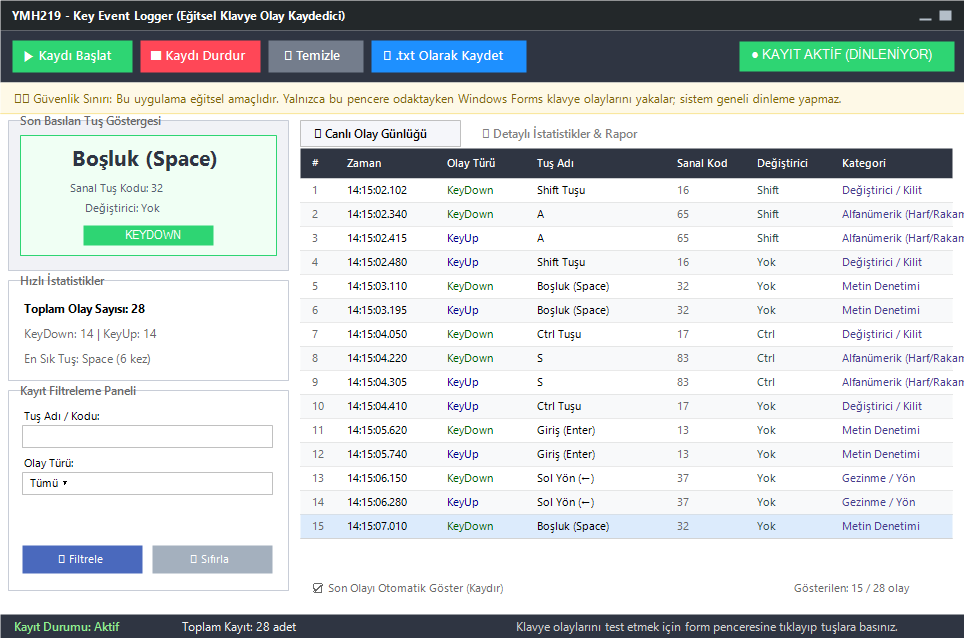 YMH219 - Key Event Logger (Eğitsel Klavye Olay Kaydedici)
▶ Kaydı Başlat
■ Kaydı Durdur
Temizle
.txt Olarak Kaydet
● KAYIT AKTİF (DİNLENİYOR)
Güvenlik Sınırı: Bu uygulama eğitsel amaçlıdır. Yalnızca bu pencere odaktayken Windows Forms klavye olaylarını yakalar; sistem geneli dinleme yapmaz.
Son Basılan Tuş Göstergesi
Boşluk (Space)
Sanal Tuş Kodu: 32
Değiştirici: Yok
KEYDOWN
Hızlı İstatistikler
Toplam Olay Sayısı: 28
KeyDown: 14 | KeyUp: 14
En Sık Tuş: Space (6 kez)
Kayıt Filtreleme Paneli
Tuş Adı / Kodu:
Olay Türü:
Tümü ▾
Filtrele
Sıfırla
Canlı Olay Günlüğü
Detaylı İstatistikler & Rapor
# Zaman Olay Türü Tuş Adı Sanal Kod Değiştirici Kategori
1 14:15:02.102 KeyDown Shift Tuşu 16 Shift Değiştirici / Kilit
2 14:15:02.340 KeyDown A 65 Shift Alfanümerik (Harf/Rakam
3 14:15:02.415 KeyUp A 65 Shift Alfanümerik (Harf/Rakam
4 14:15:02.480 KeyUp Shift Tuşu 16 Yok Değiştirici / Kilit
5 14:15:03.110 KeyDown Boşluk (Space) 32 Yok Metin Denetimi
6 14:15:03.195 KeyUp Boşluk (Space) 32 Yok Metin Denetimi
7 14:15:04.050 KeyDown Ctrl Tuşu 17 Ctrl Değiştirici / Kilit
8 14:15:04.220 KeyDown S 83 Ctrl Alfanümerik (Harf/Rakam
9 14:15:04.305 KeyUp S 83 Ctrl Alfanümerik (Harf/Rakam
10 14:15:04.410 KeyUp Ctrl Tuşu 17 Yok Değiştirici / Kilit
11 14:15:05.620 KeyDown Giriş (Enter) 13 Yok Metin Denetimi
12 14:15:05.740 KeyUp Giriş (Enter) 13 Yok Metin Denetimi
13 14:15:06.150 KeyDown Sol Yön (←) 37 Yok Gezinme / Yön
14 14:15:06.280 KeyUp Sol Yön (←) 37 Yok Gezinme / Yön
15 14:15:07.010 KeyDown Boşluk (Space) 32 Yok Metin Denetimi
Son Olayı Otomatik Göster (Kaydır)
Gösterilen: 15 / 28 olay
Kayıt Durumu: Aktif
Toplam Kayıt: 28 adet
Klavye olaylarını test etmek için form penceresine tıklayıp tuşlara basınız.